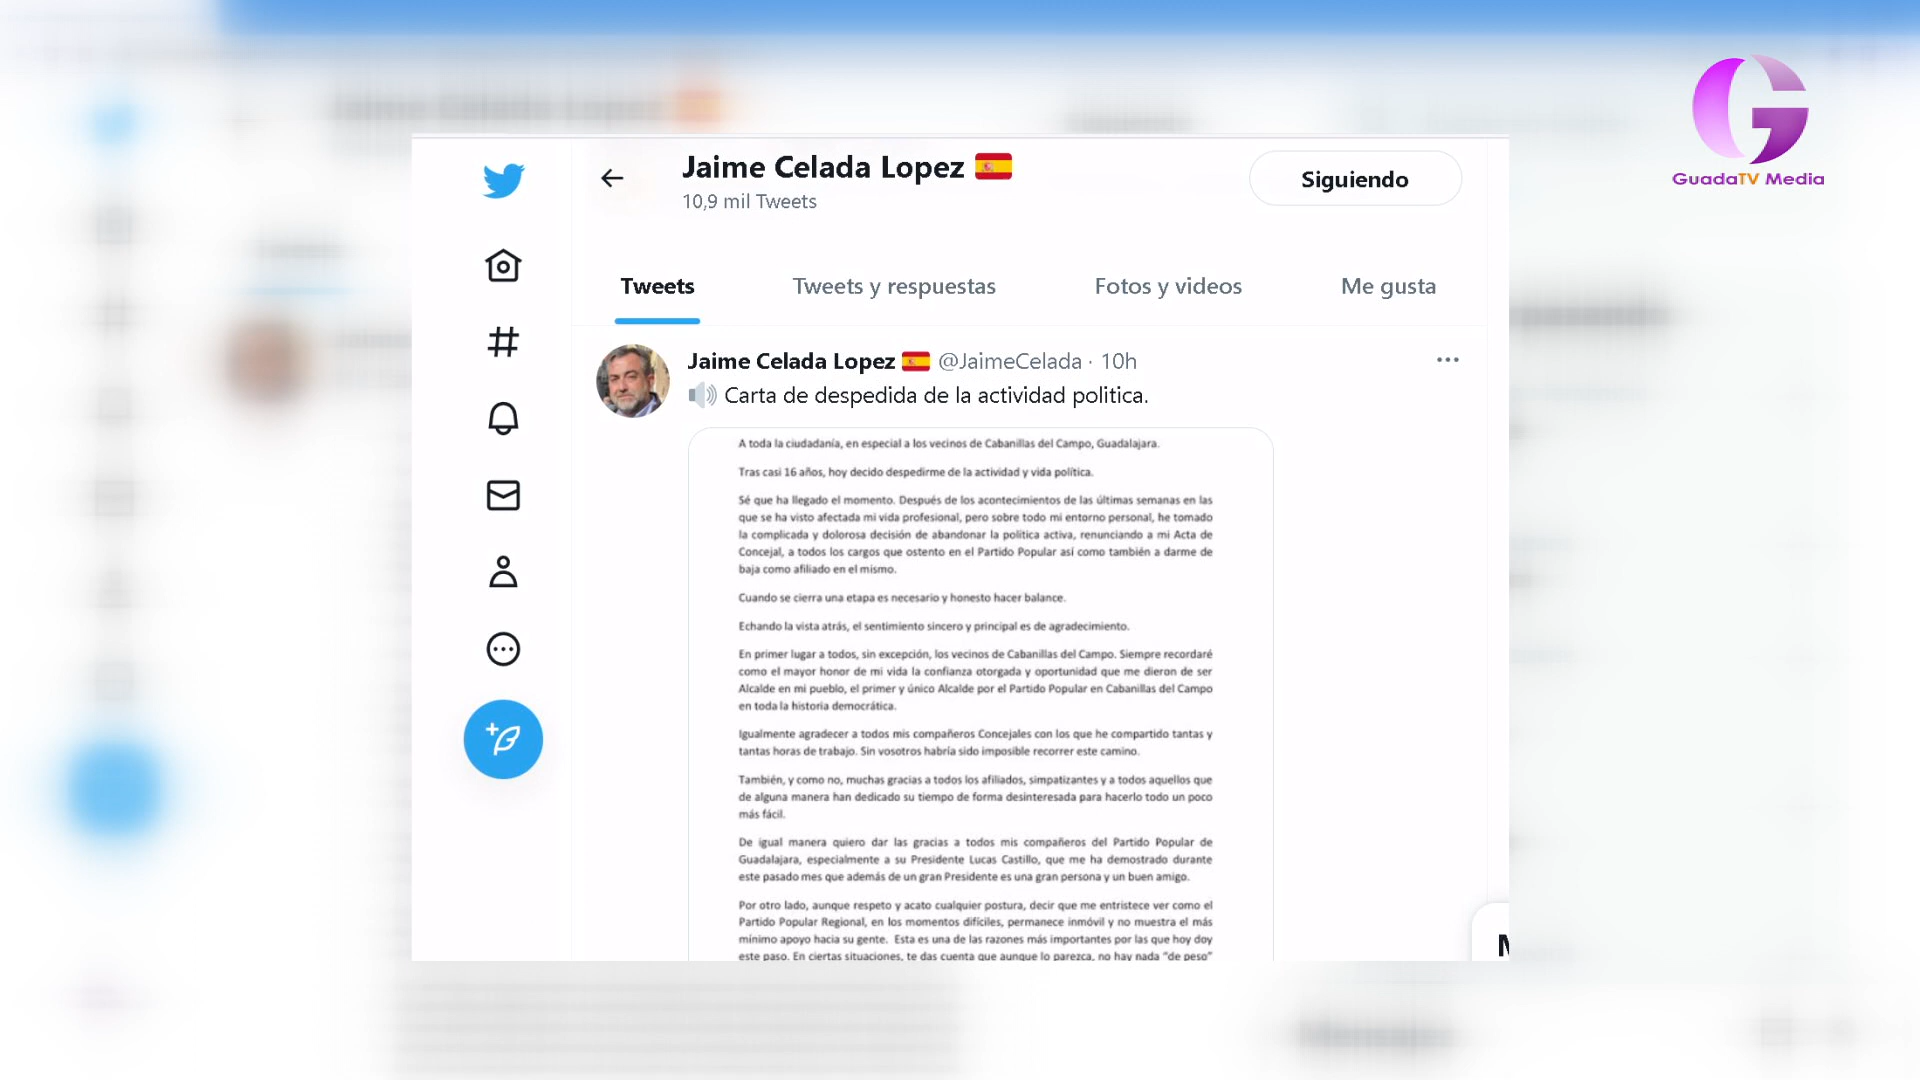 GuadaTV Media
Jaime Celada Lopez
10,9 mil Tweets
Siguiendo
Tweets
Tweets y respuestas
Fotos y videos
Me gusta
Jaime Celada Lopez @JaimeCelada · 10h
Carta de despedida de la actividad politica.
A toda la ciudadanía, en especial a los vecinos de Cabanillas del Campo, Guadalajara.
Tras casi 16 años, hoy decido despedirme de la actividad y vida política.
Sé que ha llegado el momento. Después de los acontecimientos de las últimas semanas en las
que se ha visto afectada mi vida profesional, pero sobre todo mi entorno personal, he tomado
la complicada y dolorosa decisión de abandonar la política activa, renunciando a mi Acta de
Concejal, a todos los cargos que ostento en el Partido Popular así como también a darme de
baja como afiliado en el mismo.
Cuando se cierra una etapa es necesario y honesto hacer balance.
Echando la vista atrás, el sentimiento sincero y principal es de agradecimiento.
En primer lugar a todos, sin excepción, los vecinos de Cabanillas del Campo. Siempre recordaré
como el mayor honor de mi vida la confianza otorgada y oportunidad que me dieron de ser
Alcalde en mi pueblo, el primer y único Alcalde por el Partido Popular en Cabanillas del Campo
en toda la historia democrática.
Igualmente agradecer a todos mis compañeros Concejales con los que he compartido tantas y
tantas horas de trabajo. Sin vosotros habría sido imposible recorrer este camino.
También, y como no, muchas gracias a todos los afiliados, simpatizantes y a todos aquellos que
de alguna manera han dedicado su tiempo de forma desinteresada para hacerlo todo un poco
más fácil.
De igual manera quiero dar las gracias a todos mis compañeros del Partido Popular de
Guadalajara, especialmente a su Presidente Lucas Castillo, que me ha demostrado durante
este pasado mes que además de un gran Presidente es una gran persona y un buen amigo.
Por otro lado, aunque respeto y acato cualquier postura, decir que me entristece ver como el
Partido Popular Regional, en los momentos difíciles, permanece inmóvil y no muestra el más
mínimo apoyo hacia su gente. Esta es una de las razones más importantes por las que hoy doy
este paso. En ciertas situaciones, te das cuenta que aunque lo parezca, no hay nada "de peso"